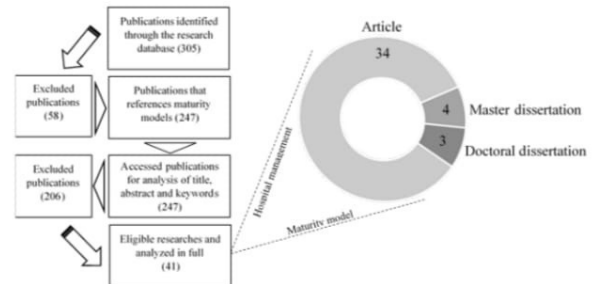 Publications identified
through the research
database (305)
Excluded
publications
(58)
Publications that
references maturity
models (247)
Excluded
publications
(206)
Accessed publications
for analysis of title,
abstract and keywords
(247)
Eligible researches and
analyzed in full
(41)
Hospital management
Maturity model
Article
34
4
Master dissertation
3
Doctoral dissertation